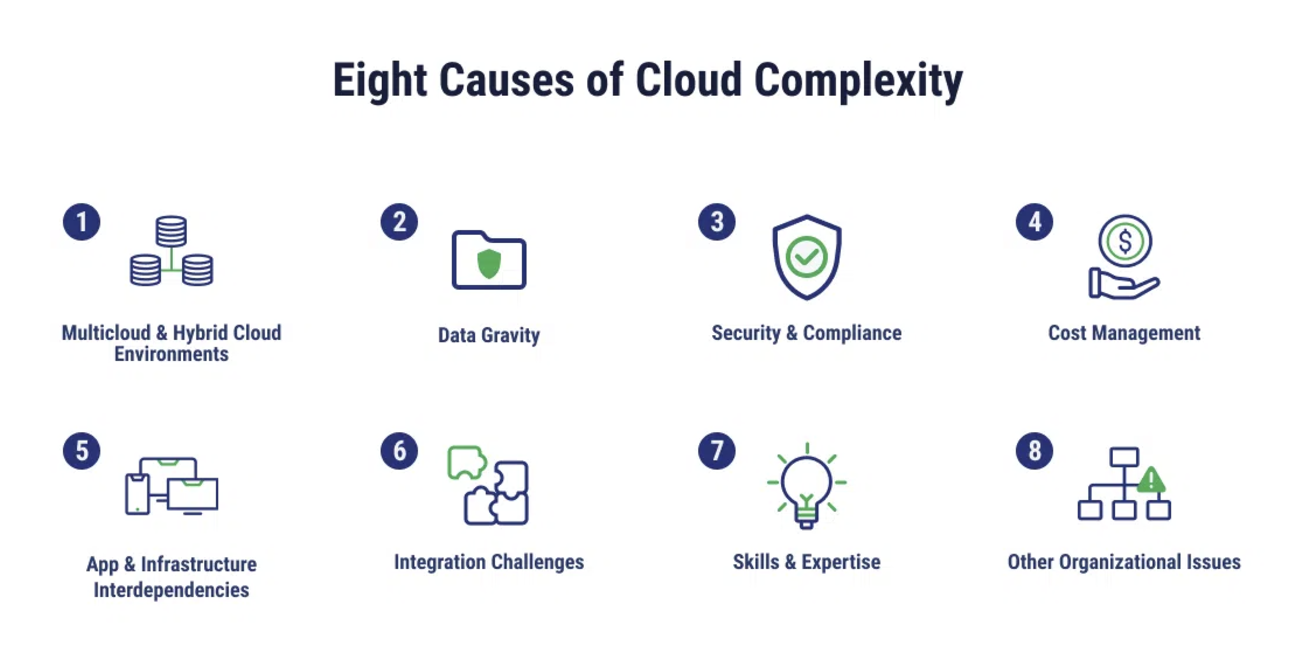 Eight Causes of Cloud Complexity
1
Multicloud & Hybrid Cloud
Environments
2
Data Gravity
3
Security & Compliance
4
$
Cost Management
5
App & Infrastructure
Interdependencies
6
Integration Challenges
7
Skills & Expertise
8
!
Other Organizational Issues